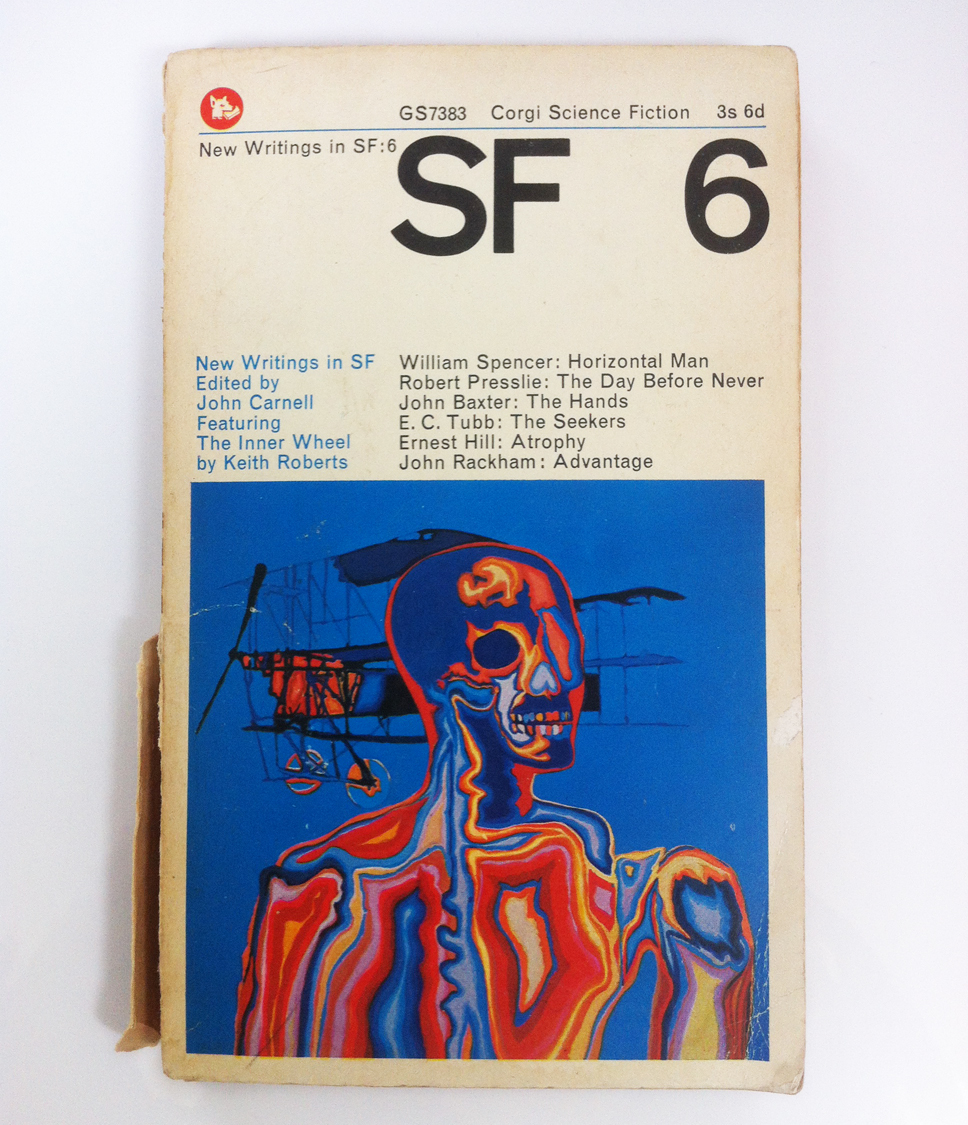 GS7383 Corgi Science Fiction 3s 6d
New Writings in SF:6
SF 6
New Writings in SF
Edited by
John Carnell
Featuring
The Inner Wheel
by Keith Roberts
William Spencer: Horizontal Man
Robert Presslie: The Day Before Never
John Baxter: The Hands
E. C. Tubb: The Seekers
Ernest Hill: Atrophy
John Rackham: Advantage